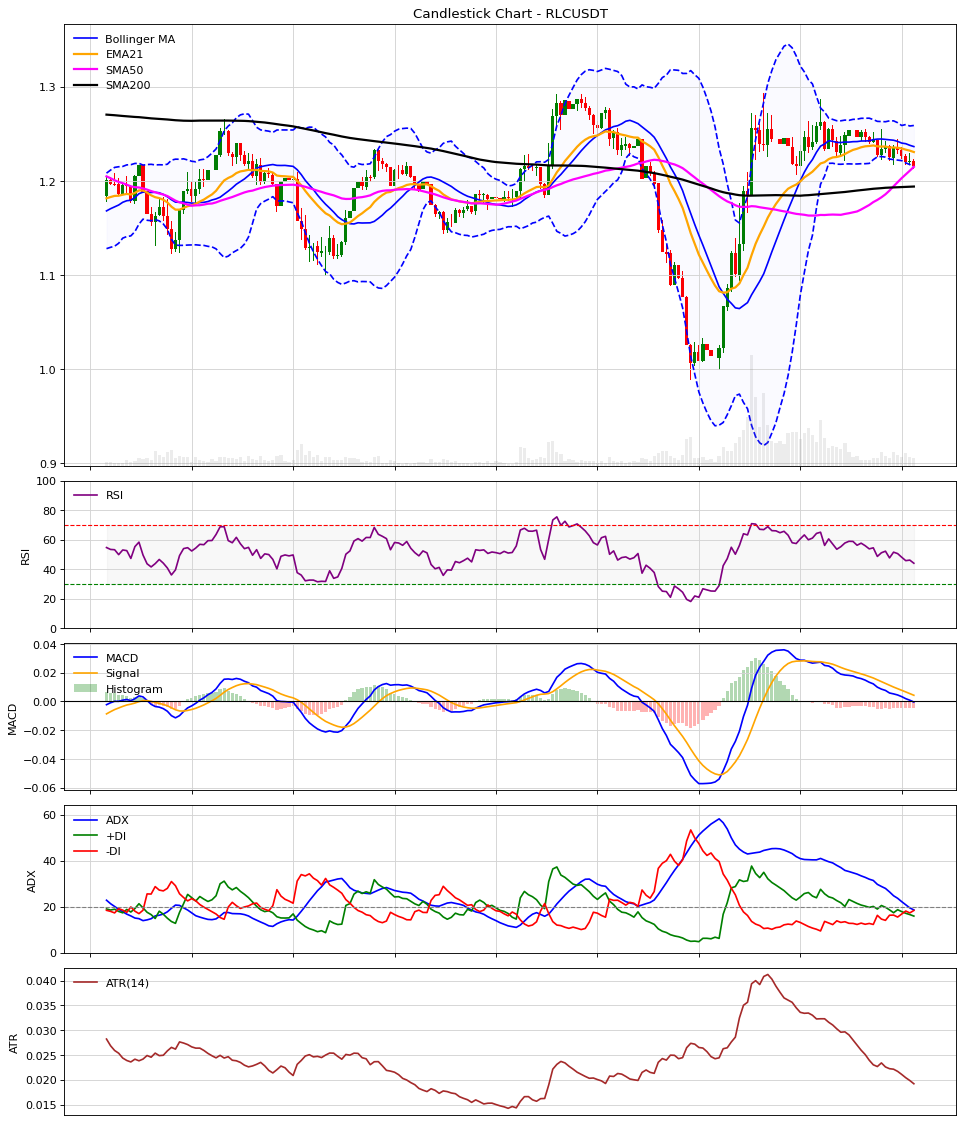 Candlestick Chart - RLCUSDT
Bollinger MA
EMA21
SMA50
SMA200
1.3
1.2
1.1
1.0
0.9
RSI
100
80
60
40
20
0
RSI
MACD
Signal
Histogram
0.04
0.02
0.00
−0.02
−0.04
−0.06
MACD
ADX
+DI
-DI
60
40
20
0
ADX
ATR(14)
0.040
0.035
0.030
0.025
0.020
0.015
ATR